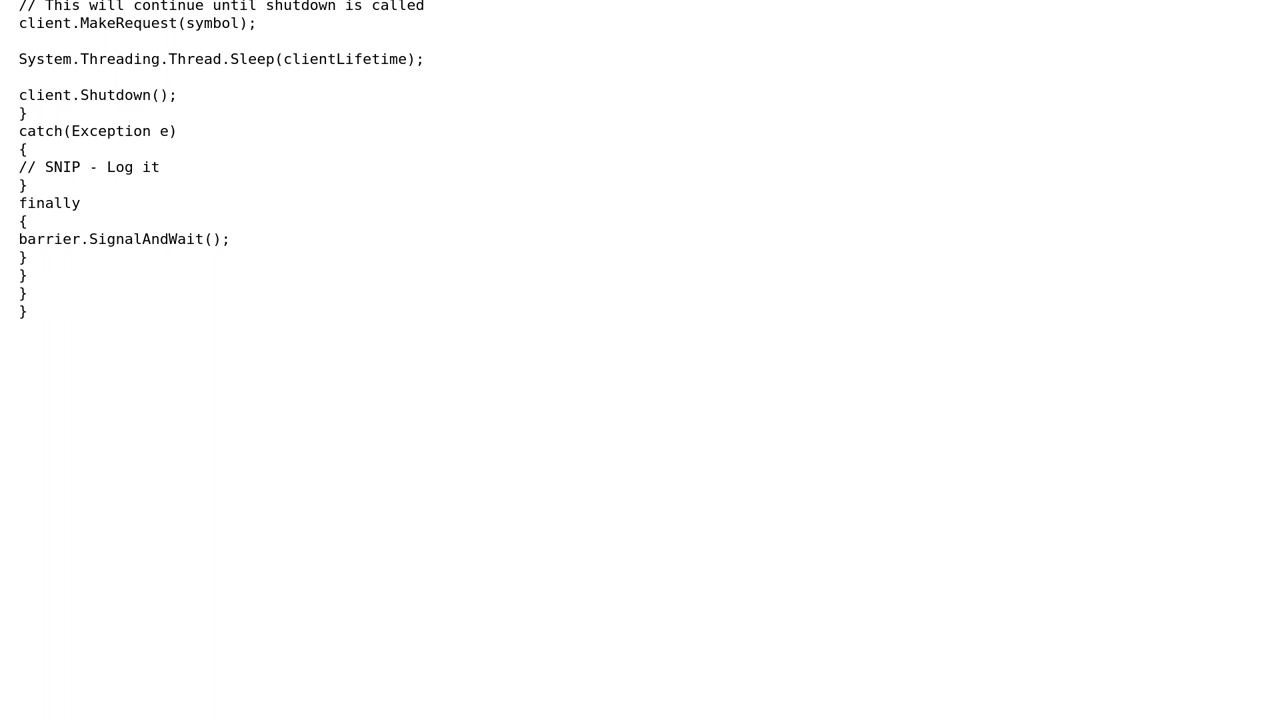 // This will continue until shutdown is called
client.MakeRequest(symbol);
System.Threading.Thread.Sleep(clientLifetime);
client.Shutdown();
}
catch(Exception e)
{
// SNIP - Log it
}
finally
{
barrier.SignalAndWait();
}
}
}
}